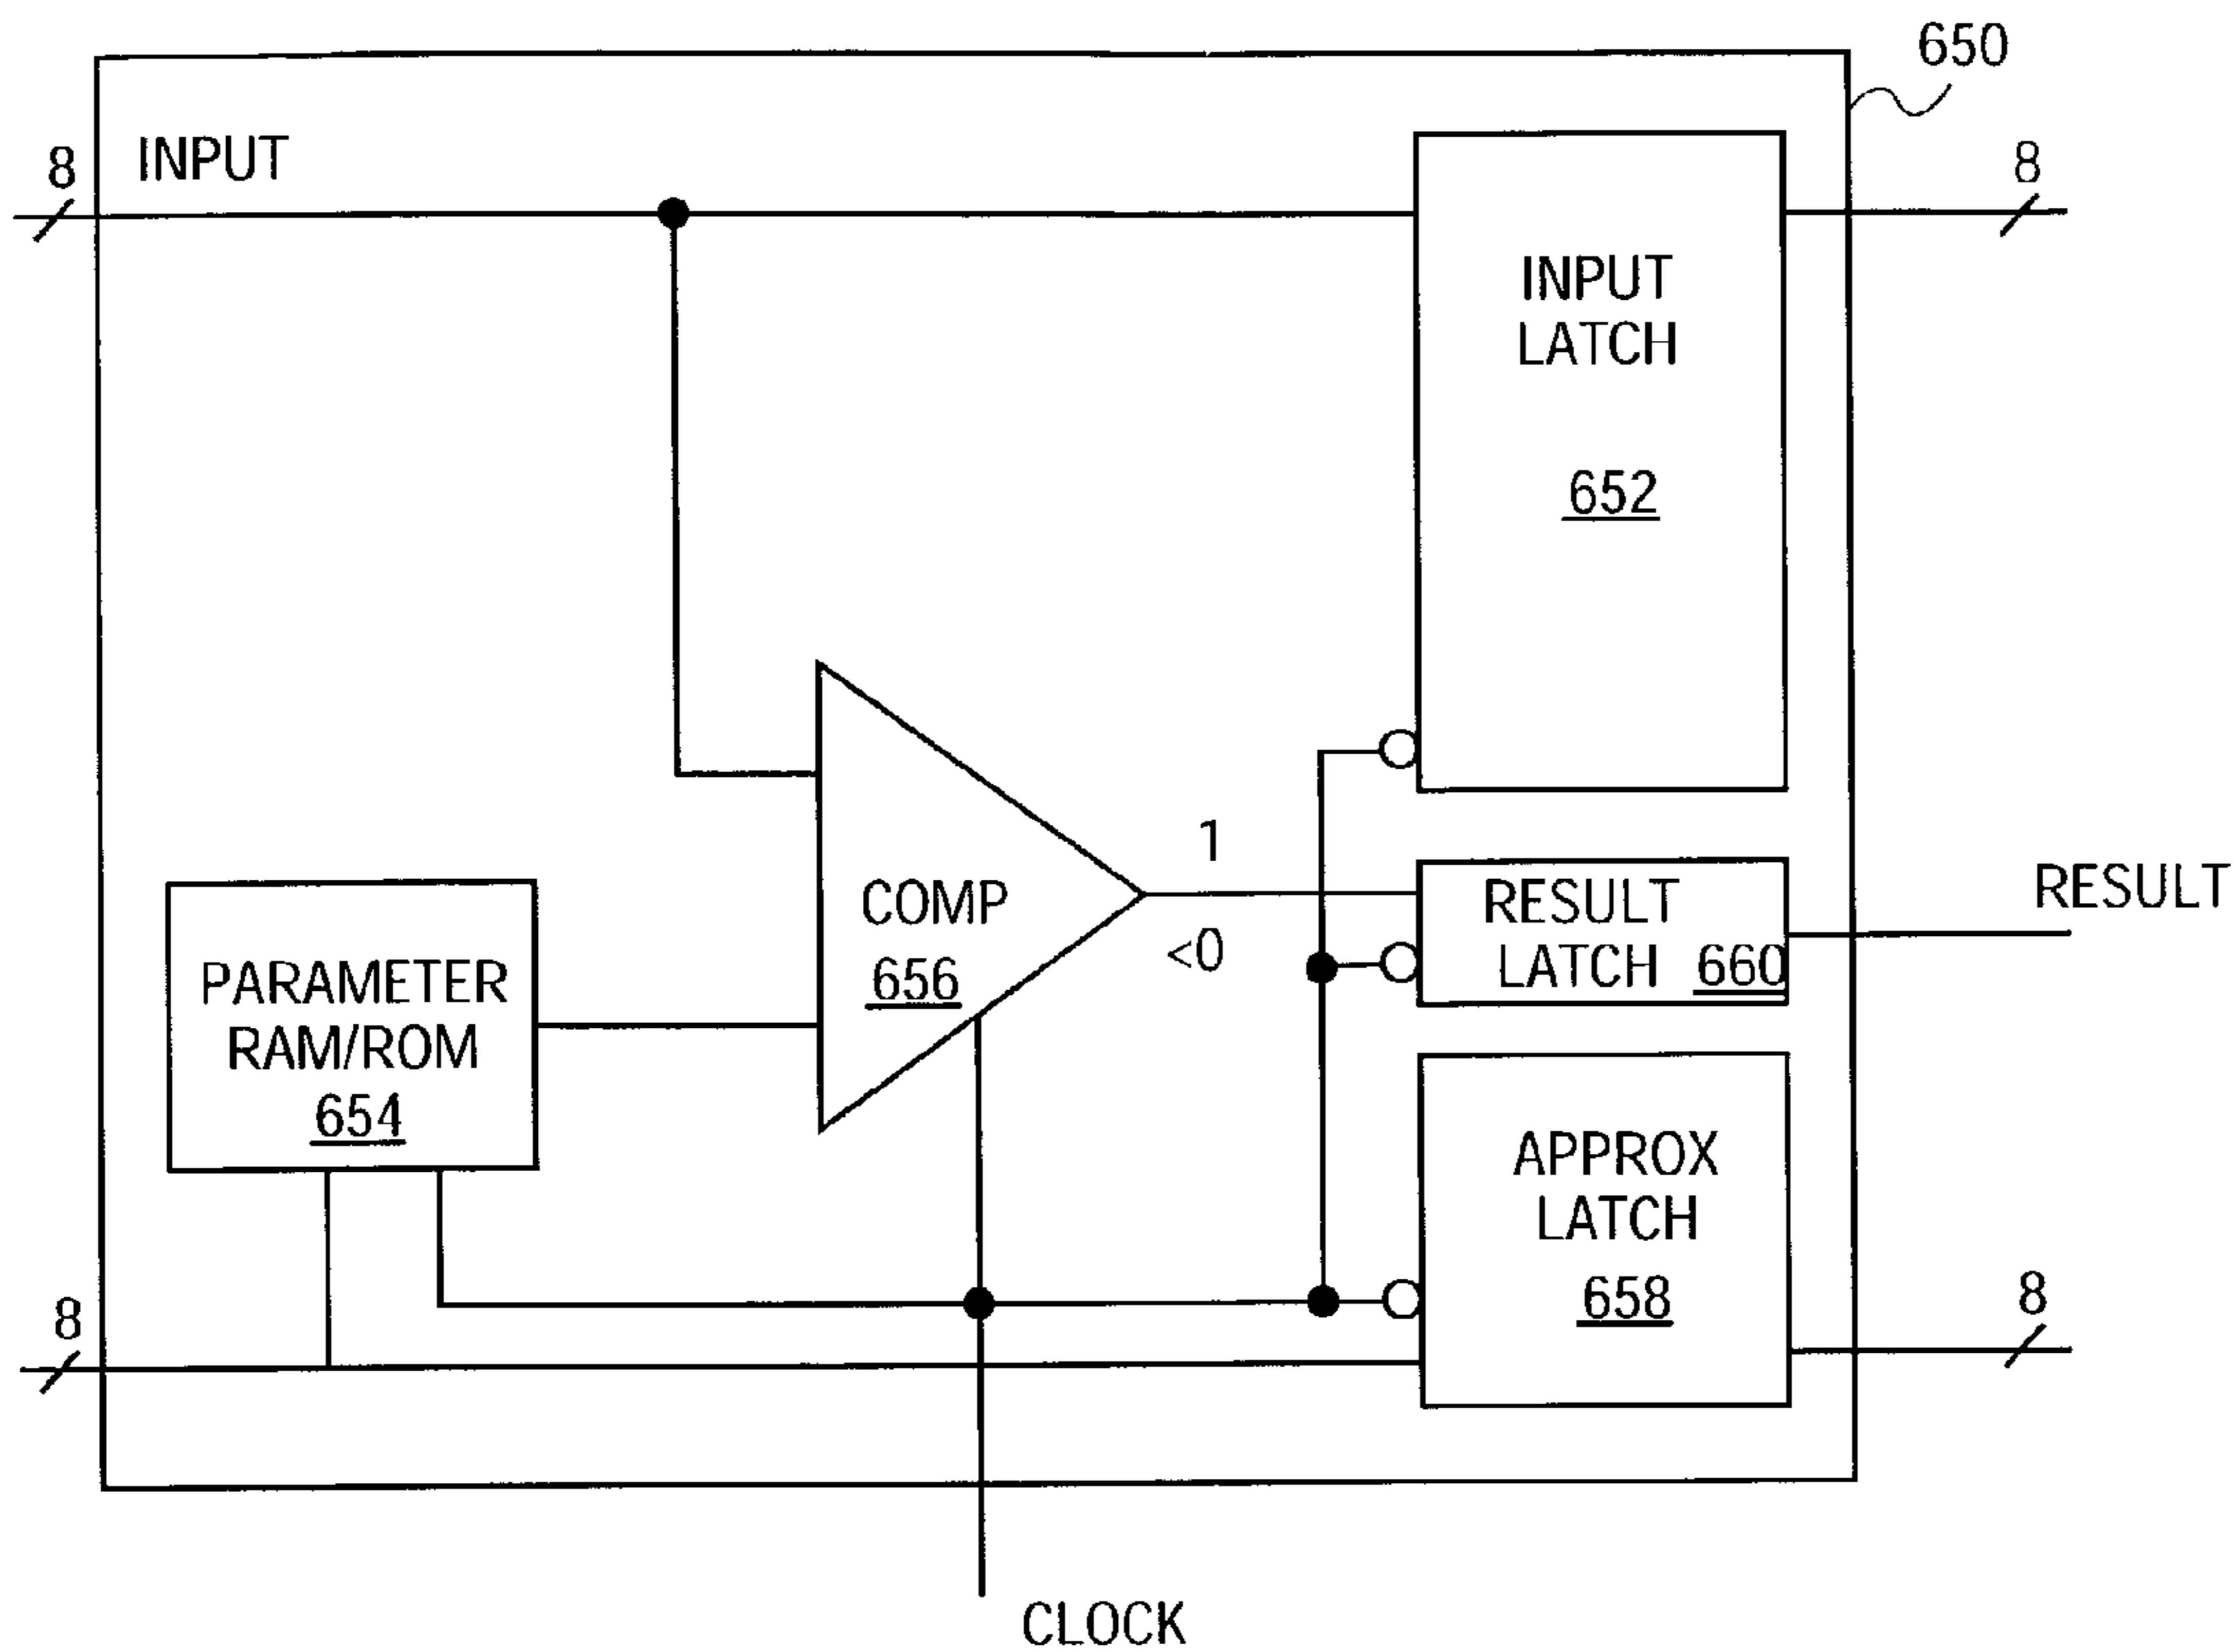 650
8
INPUT
8
INPUT
LATCH
652
1
COMP
656
<0
RESULT
LATCH 660
RESULT
PARAMETER
RAM/ROM
654
APPROX
LATCH
658
8
8
CLOCK